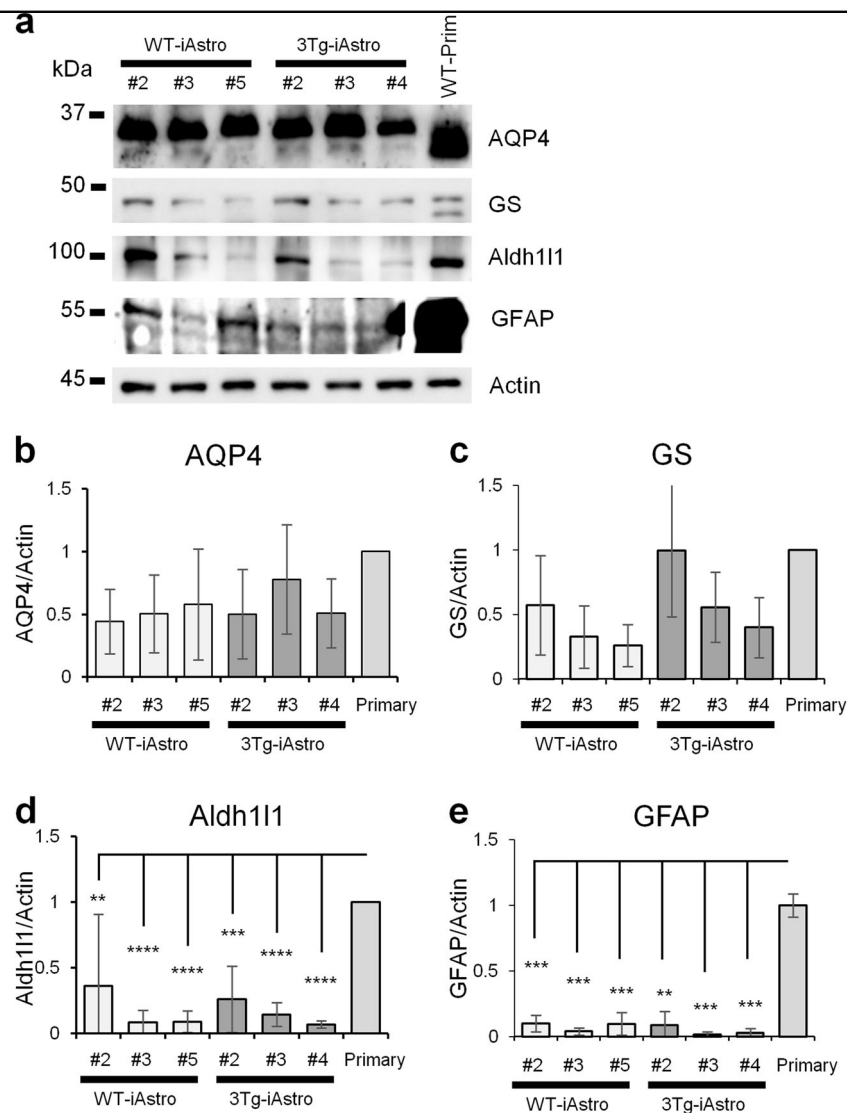 a
WT-iAstro 3Tg-iAstro WT-Prim
kDa #2 #3 #5 #2 #3 #4
37 AQP4
50 GS
100 Aldh1l1
55 GFAP
45 Actin
b AQP4
1.5
1
0.5
0
AQP4/Actin
#2 #3 #5 #2 #3 #4 Primary
WT-iAstro 3Tg-iAstro
c GS
1.5
1
0.5
0
GS/Actin
#2 #3 #5 #2 #3 #4 Primary
WT-iAstro 3Tg-iAstro
d Aldh1l1
1.5
1
0.5
0
Aldh1l1/Actin
** **** **** *** **** ****
#2 #3 #5 #2 #3 #4 Primary
WT-iAstro 3Tg-iAstro
e GFAP
1.5
1
0.5
0
GFAP/Actin
*** *** *** ** *** ***
#2 #3 #5 #2 #3 #4 Primary
WT-iAstro 3Tg-iAstro